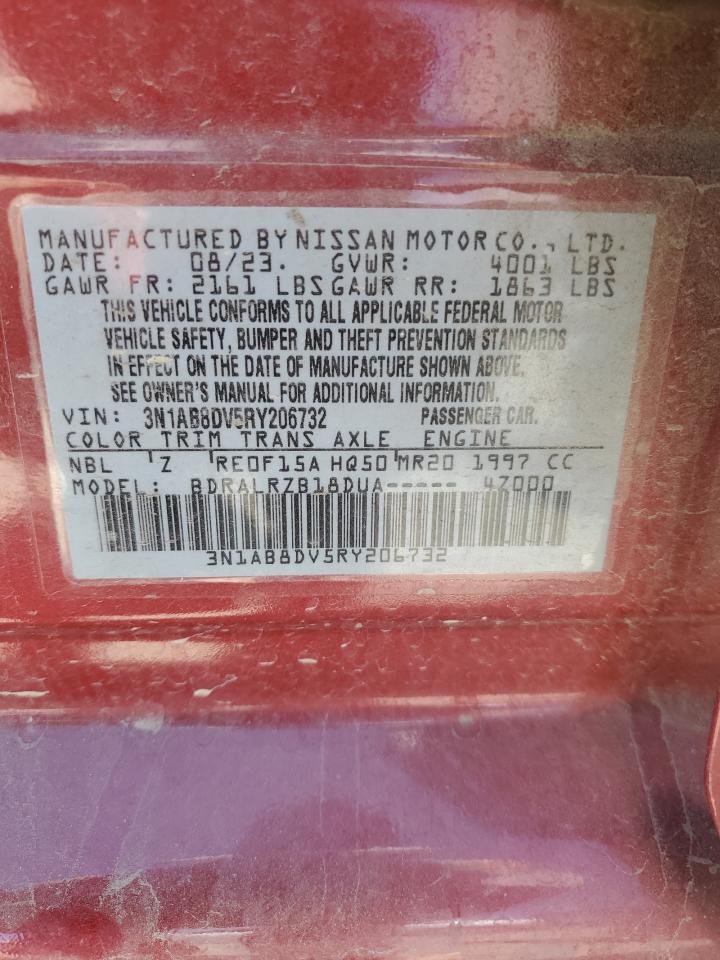 MANUFACTURED BY NISSAN MOTOR CO., LTD.
DATE: 08/23. GVWR: 4001 LBS
GAWR FR: 2161 LBS GAWR RR: 1863 LBS
THIS VEHICLE CONFORMS TO ALL APPLICABLE FEDERAL MOTOR
VEHICLE SAFETY, BUMPER AND THEFT PREVENTION STANDARDS
IN EFFECT ON THE DATE OF MANUFACTURE SHOWN ABOVE.
SEE OWNER'S MANUAL FOR ADDITIONAL INFORMATION.
VIN: 3N1AB8DV5RY206732 PASSENGER CAR.
COLOR TRIM TRANS AXLE ENGINE
NBL Z RE0F15A HQ50 MR20 1997 CC
MODEL: BDRALRZB18DUA----- 4Z000
3N1AB8DV5RY206732